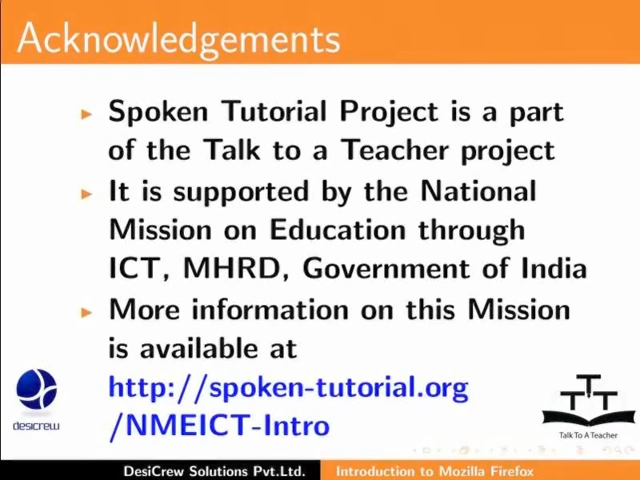 Acknowledgements
Spoken Tutorial Project is a part
of the Talk to a Teacher project
It is supported by the National
Mission on Education through
ICT, MHRD, Government of India
More information on this Mission
is available at
http://spoken-tutorial.org
/NMEICT-Intro
desicrew
TTT
Talk To A Teacher
DesiCrew Solutions Pvt.Ltd. Introduction to Mozilla Firefox